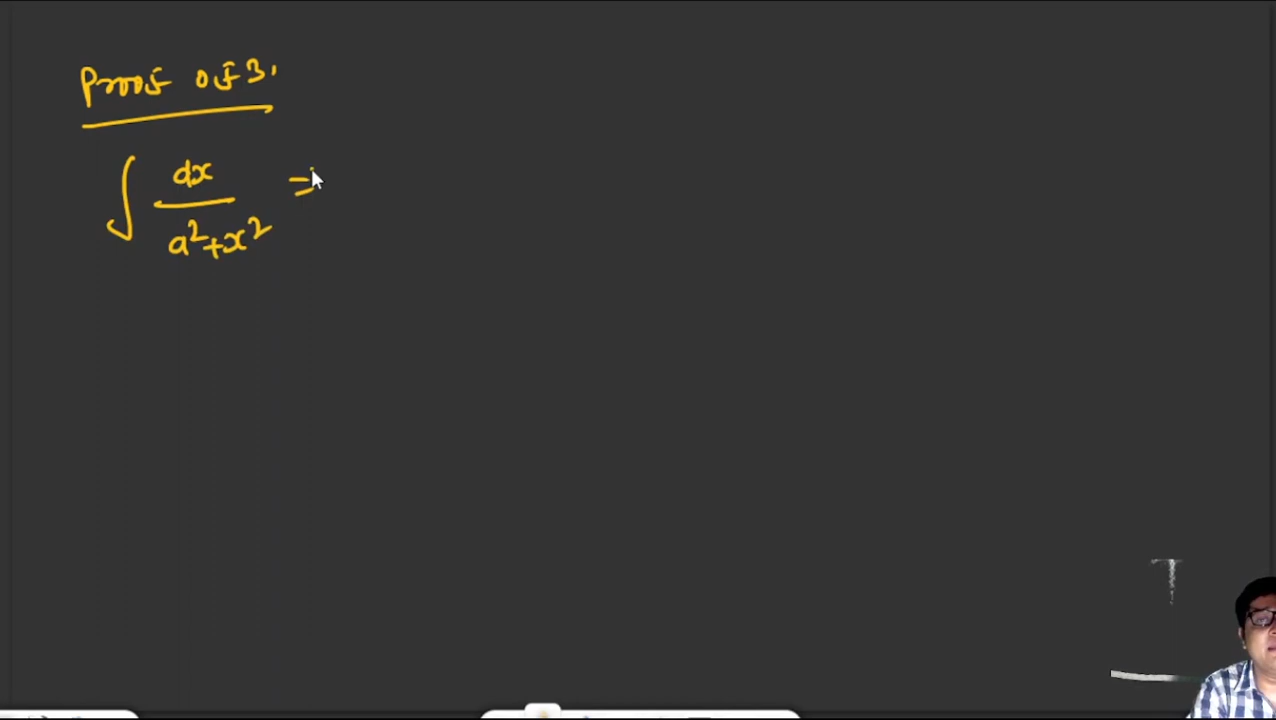 Proof of 3.
∫ dx / a²+x² =
T